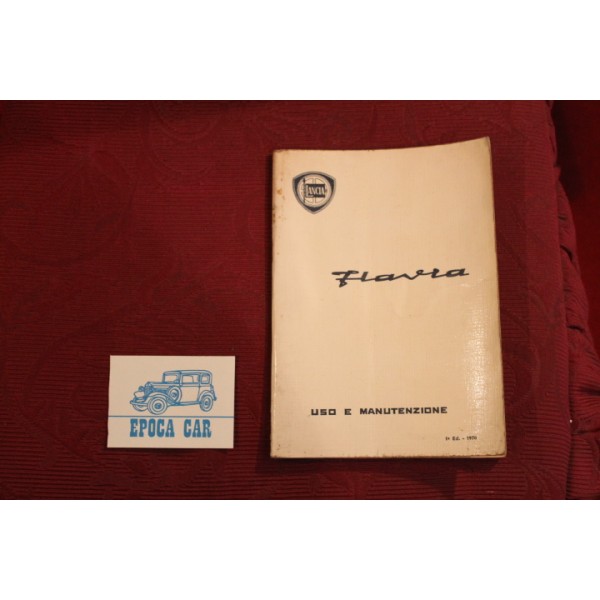 LANCIA
Flavia
USO E MANUTENZIONE
EPOCA CAR